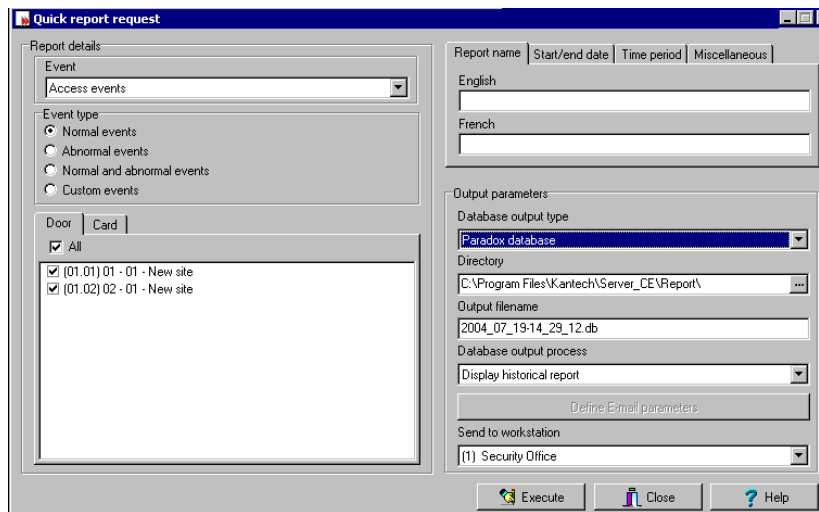 Quick report request
Report details
Event
Access events
Event type
Normal events
Abnormal events
Normal and abnormal events
Custom events
Door
Card
All
(01.01) 01 - 01 - New site
(01.02) 02 - 01 - New site
Report name
Start/end date
Time period
Miscellaneous
English
French
Output parameters
Database output type
Paradox database
Directory
C:\Program Files\Kantech\Server_CE\Report\
...
Output filename
2004_07_19-14_29_12.db
Database output process
Display historical report
Define E-mail parameters
Send to workstation
(1) Security Office
Execute
Close
Help